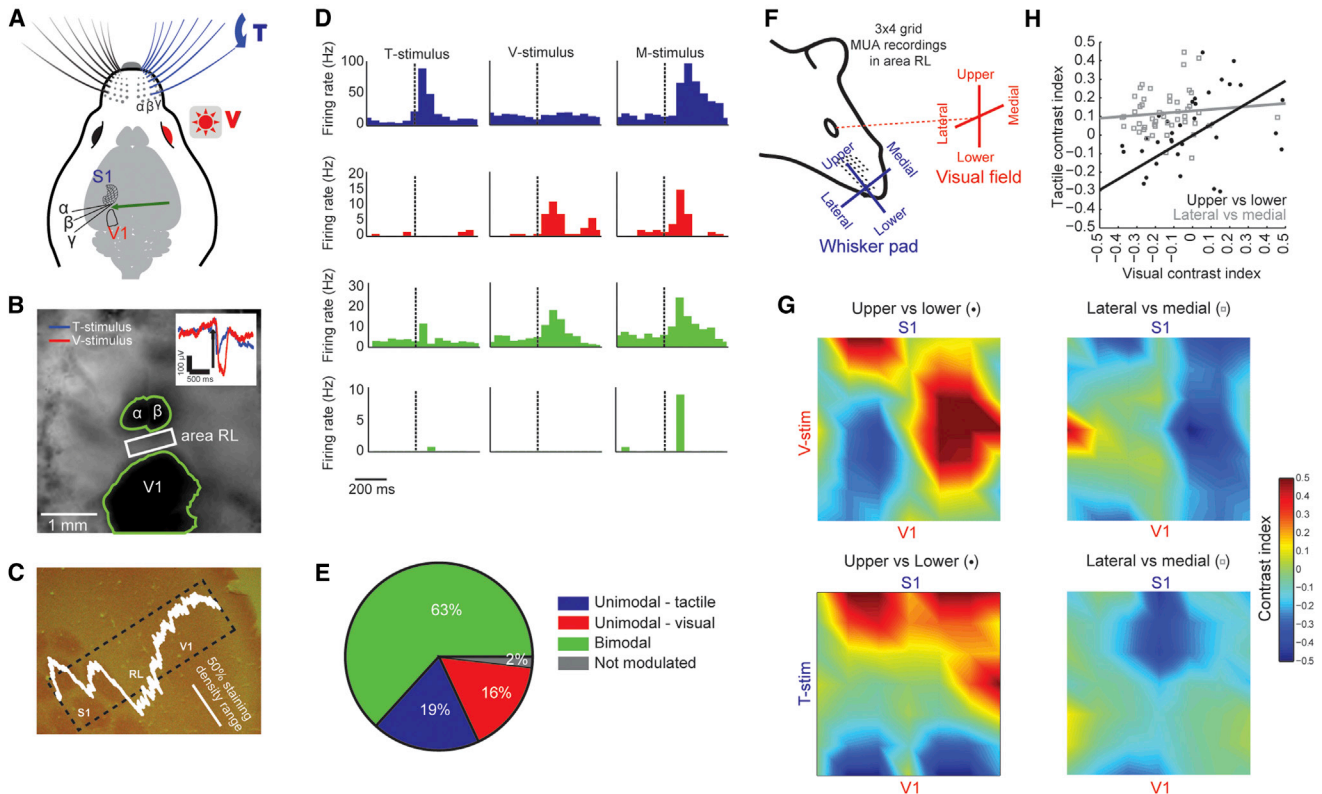 A
T
α β γ
V
S1
α
β
γ
V1
B
T-stimulus
V-stimulus
100 µV
500 ms
α β
area RL
V1
1 mm
C
S1
RL
V1
50% staining
density range
D
T-stimulus
V-stimulus
M-stimulus
Firing rate (Hz)
100
50
0
Firing rate (Hz)
20
15
10
5
0
Firing rate (Hz)
30
20
10
0
Firing rate (Hz)
10
5
0
200 ms
E
63%
2%
16%
19%
Unimodal - tactile
Unimodal - visual
Bimodal
Not modulated
F
3x4 grid
MUA recordings
in area RL
Upper
Medial
Lateral
Lower
Visual field
Upper
Medial
Lateral
Lower
Whisker pad
H
Tactile contrast index
0.5
0.4
0.3
0.2
0.1
0
−0.1
−0.2
−0.3
−0.4
−0.5
Upper vs lower
Lateral vs medial
−0.5
−0.4
−0.3
−0.2
−0.1
0
0.1
0.2
0.3
0.4
0.5
Visual contrast index
G
Upper vs lower (•)
S1
Lateral vs medial (▫)
S1
V-stim
V1
V1
Upper vs Lower (•)
S1
Lateral vs medial (▫)
S1
T-stim
V1
V1
Contrast index
0.5
0.4
0.3
0.2
0.1
0
−0.1
−0.2
−0.3
−0.4
−0.5